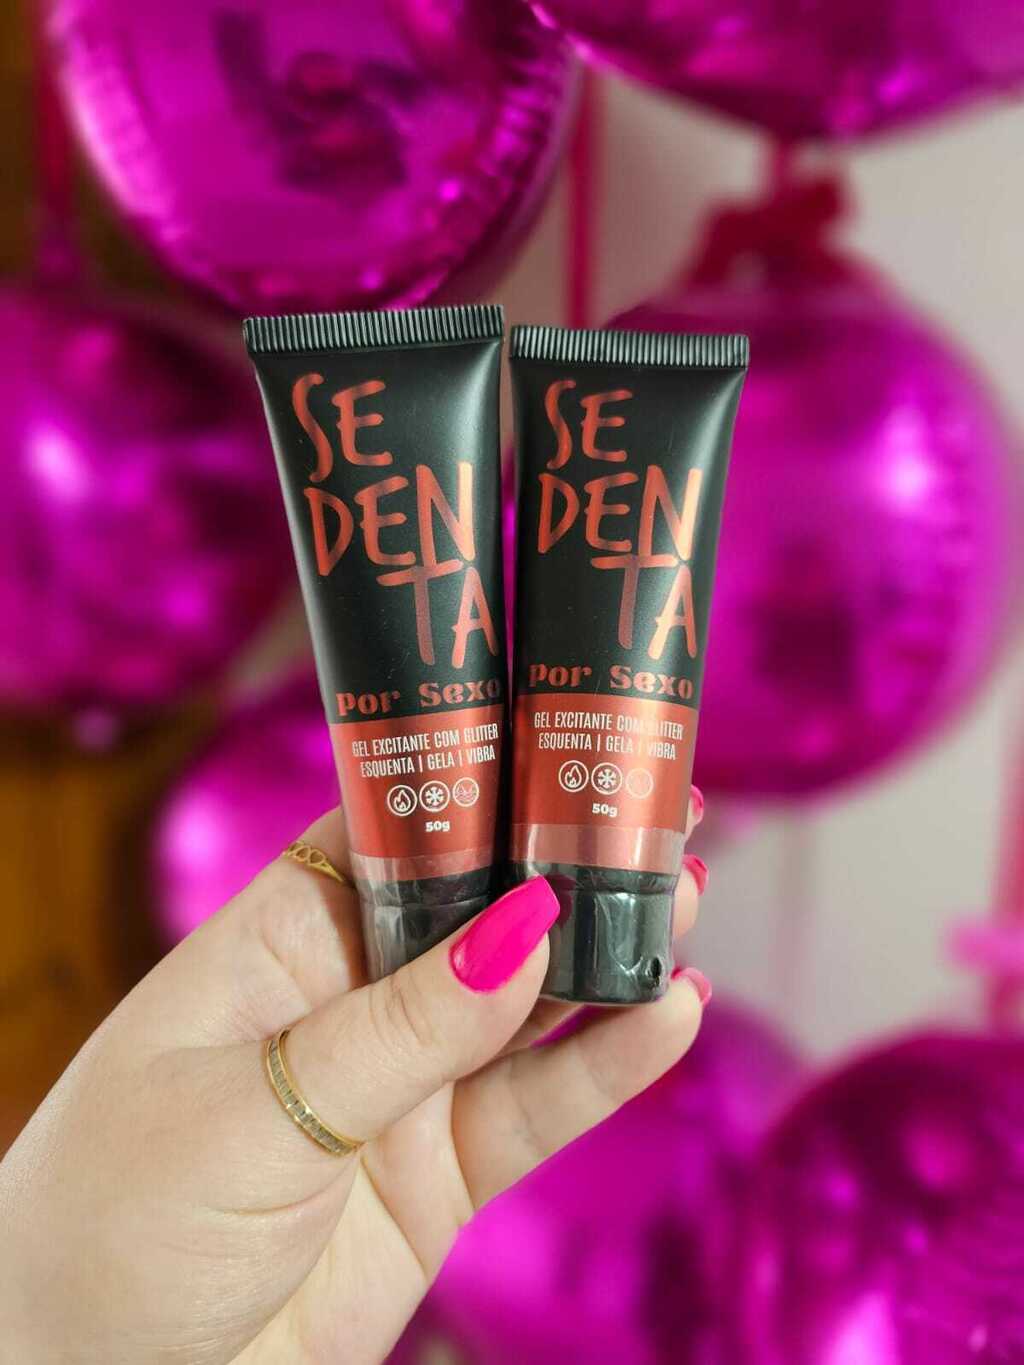 SE
DEN
TA
por Sexo
GEL EXCITANTE COM GLITTER
ESQUENTA | GELA | VIBRA
50g
SE
DEN
TA
por Sexo
GEL EXCITANTE COM GLITTER
ESQUENTA | GELA | VIBRA
50g